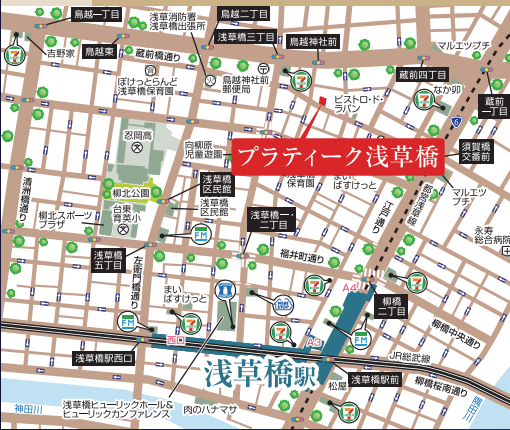 鳥越一丁目
浅草消防署
浅草橋出張所
鳥越二丁目
浅草橋三丁目
鳥越神社前
マルエツプチ
吉野家
鳥越東
蔵前橋通り
ぽけっとらんど
浅草橋保育園
鳥越神社前
郵便局
蔵前四丁目
なか卯
蔵前
一丁目
ビストロ・ド・
ラパン
6
忍岡高
向柳原
児童遊園
プラティーク浅草橋
須賀橋
交番前
清洲橋通り
柳北公園
浅草橋
区民館
浅草橋
区民館
保育園
まい
ばすけっと
都営浅草線
江戸通り
マルエツ
プチ
柳北スポーツ
プラザ
台東
育英小
浅草橋一・
二丁目
永寿
総合病院
FM
浅草橋
五丁目
左衛門橋通り
福井町通り
まい
ばすけっと
A4
柳橋
二丁目
柳橋中央通り
FM
西口
A3
FM
JR総武線
浅草橋駅西口
浅草橋駅
浅草橋駅前
柳橋桜南通り
松屋
神田川
浅草橋ヒューリックホール&
ヒューリックカンファレンス
肉のハナマサ
隅田川